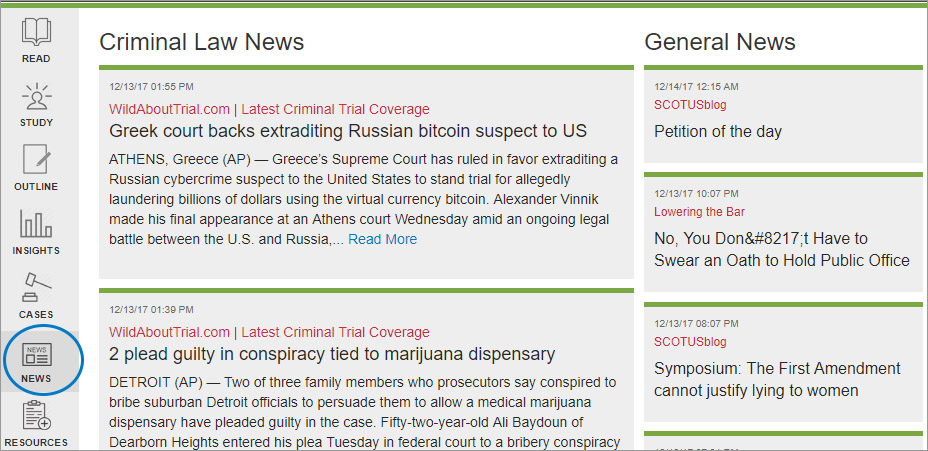 READ
STUDY
OUTLINE
INSIGHTS
CASES
NEWS
NEWS
RESOURCES
Criminal Law News
12/13/17 01:55 PM
WildAboutTrial.com | Latest Criminal Trial Coverage
Greek court backs extraditing Russian bitcoin suspect to US
ATHENS, Greece (AP) — Greece’s Supreme Court has ruled in favor extraditing a
Russian cybercrime suspect to the United States to stand trial for allegedly
laundering billions of dollars using the virtual currency bitcoin. Alexander Vinnik
made his final appearance at an Athens court Wednesday amid an ongoing legal
battle between the U.S. and Russia,... Read More
12/13/17 01:39 PM
WildAboutTrial.com | Latest Criminal Trial Coverage
2 plead guilty in conspiracy tied to marijuana dispensary
DETROIT (AP) — Two of three family members who prosecutors say conspired to
bribe suburban Detroit officials to persuade them to allow a medical marijuana
dispensary have pleaded guilty in the case. Fifty-two-year-old Ali Baydoun of
Dearborn Heights entered his plea Tuesday in federal court to a bribery conspiracy
General News
12/14/17 12:15 AM
SCOTUSblog
Petition of the day
12/13/17 10:07 PM
Lowering the Bar
No, You Don&#8217;t Have to
Swear an Oath to Hold Public Office
12/13/17 08:07 PM
SCOTUSblog
Symposium: The First Amendment
cannot justify lying to women